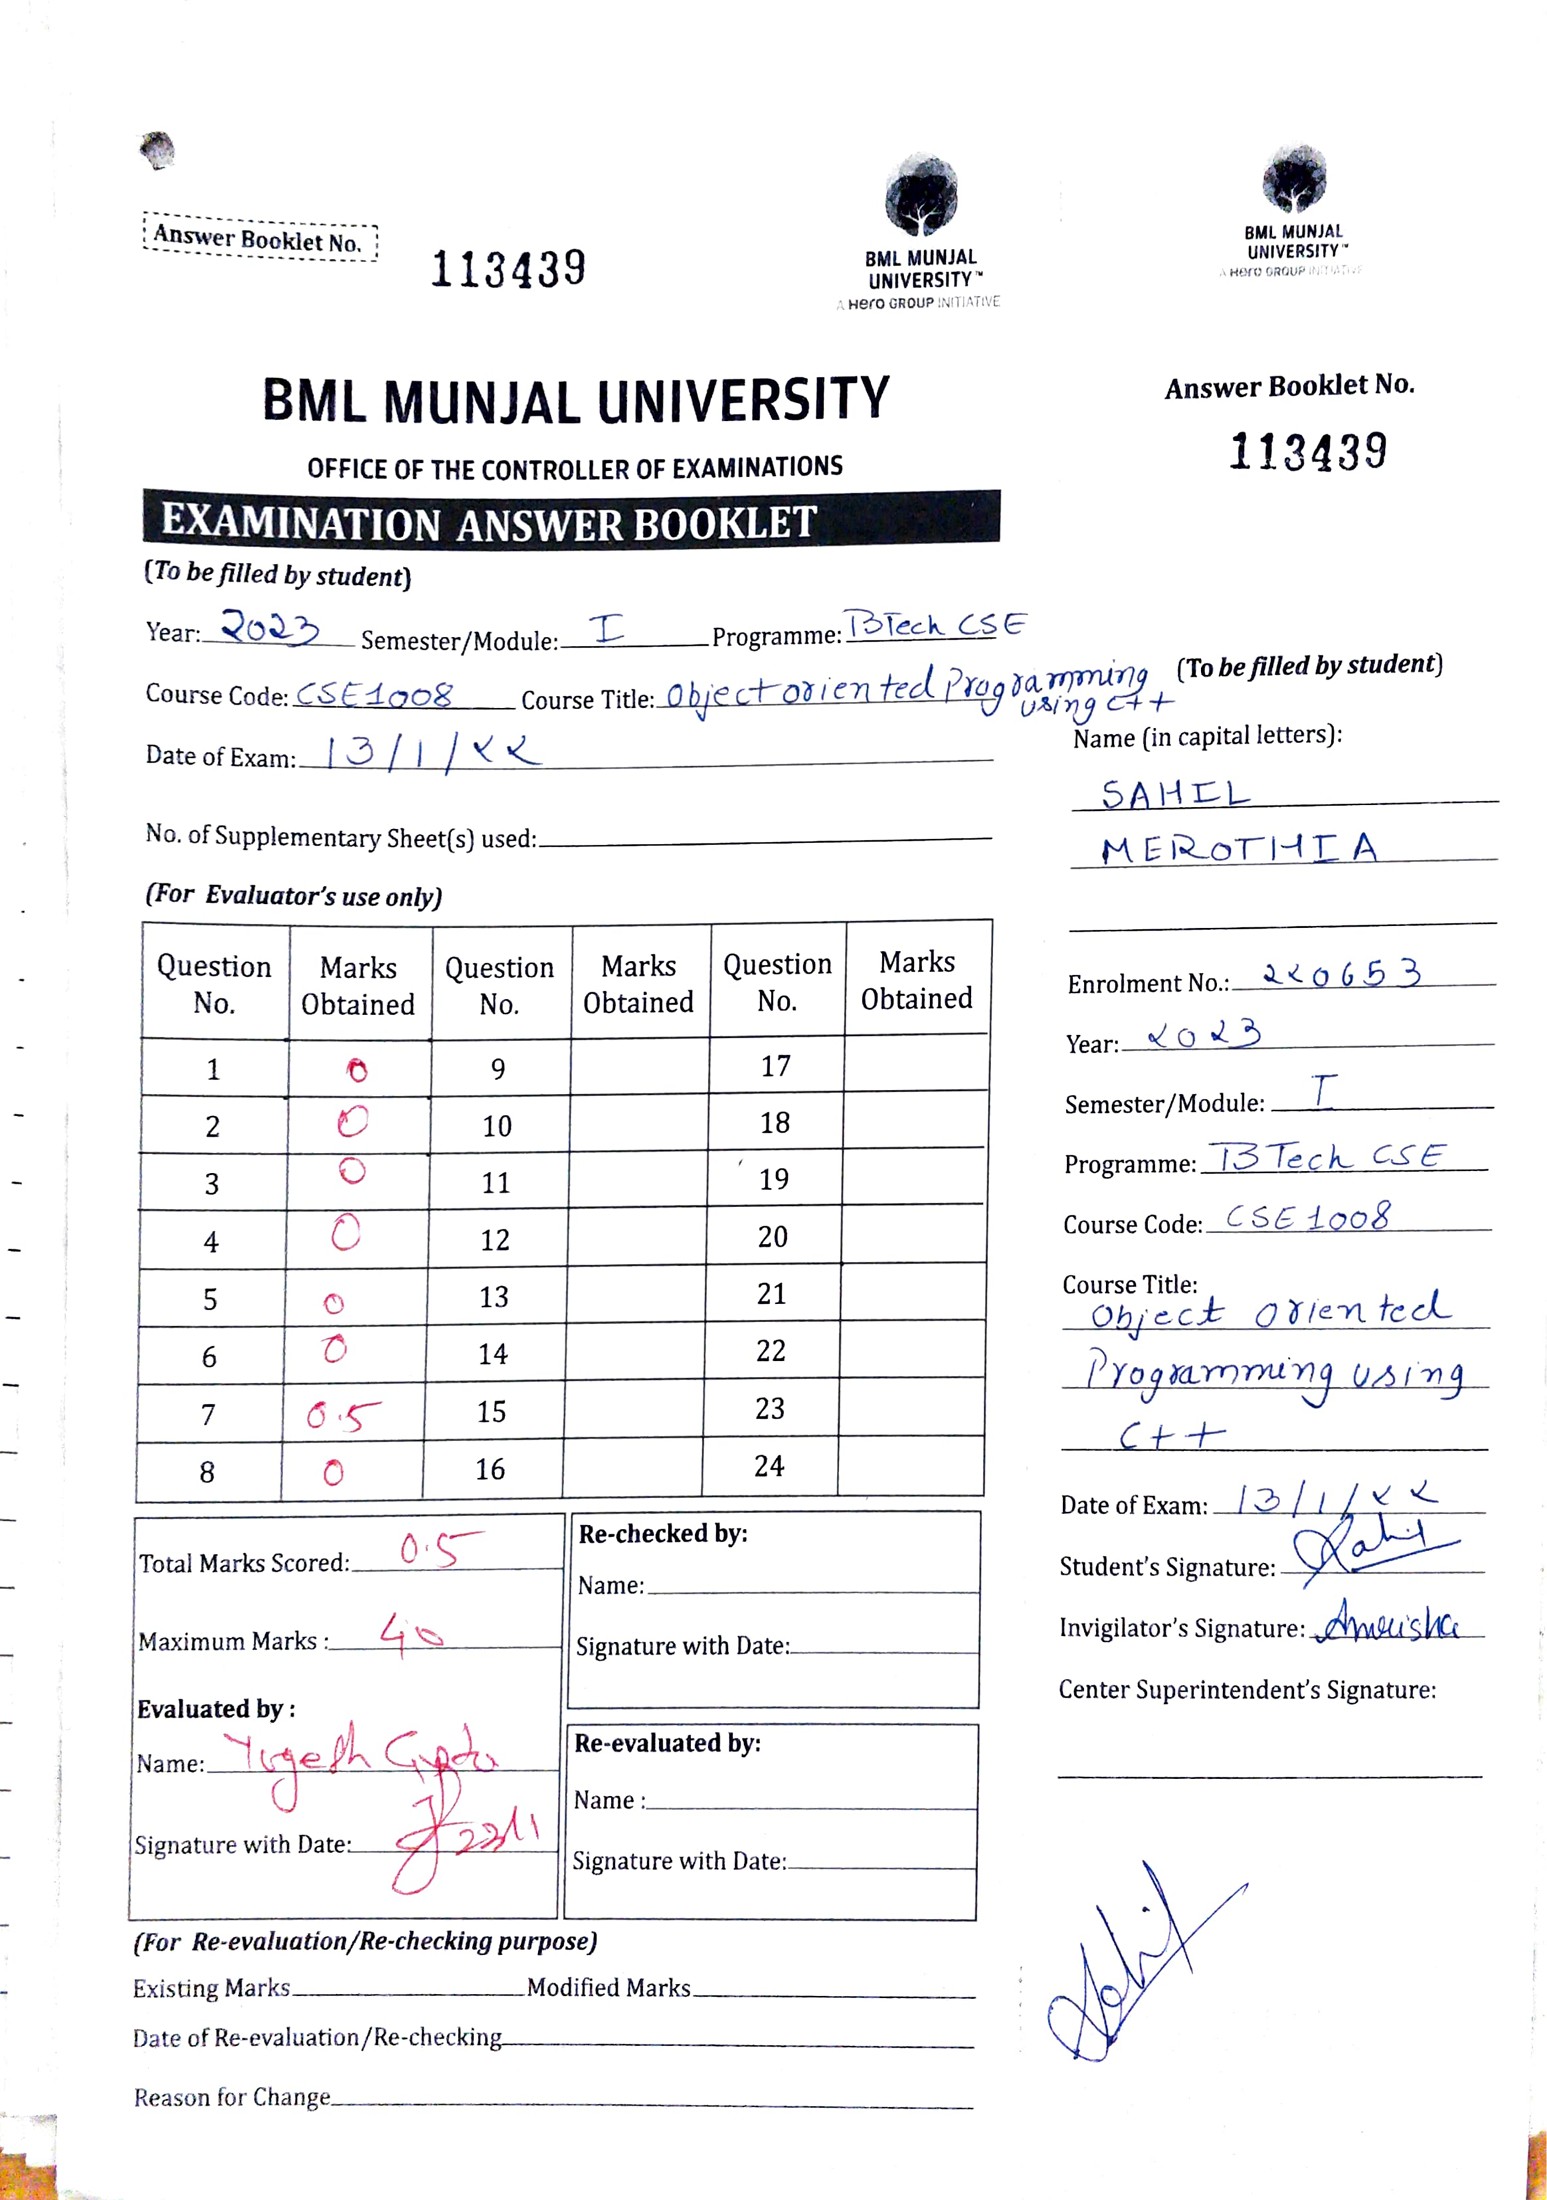 Answer Booklet No.
113439
BML MUNJAL
UNIVERSITY™
A Hero GROUP INITIATIVE
BML MUNJAL UNIVERSITY
OFFICE OF THE CONTROLLER OF EXAMINATIONS
EXAMINATION ANSWER BOOKLET
(To be filled by student)
Year: 2023 Semester/Module: I Programme: BTech CSE
Course Code: CSE1008 Course Title: Object oriented Programming using C++
Date of Exam: 13/1/22
No. of Supplementary Sheet(s) used:
(For Evaluator's use only)
Question No. Marks Obtained Question No. Marks Obtained Question No. Marks Obtained
1 0 9 17
2 0 10 18
3 0 11 19
4 0 12 20
5 0 13 21
6 0 14 22
7 0.5 15 23
8 0 16 24
Total Marks Scored: 0.5
Maximum Marks : 40
Evaluated by :
Name: Yogesh Gupta
Signature with Date: 23/1
Re-checked by:
Name:
Signature with Date:
Re-evaluated by:
Name :
Signature with Date:
(For Re-evaluation/Re-checking purpose)
Existing Marks Modified Marks
Date of Re-evaluation/Re-checking
Reason for Change
BML MUNJAL
UNIVERSITY™
A Hero GROUP INITIATIVE
Answer Booklet No.
113439
(To be filled by student)
Name (in capital letters):
SAHIL
MEROTHIA
Enrolment No.: 220653
Year: 2023
Semester/Module: I
Programme: BTech CSE
Course Code: CSE1008
Course Title:
Object oriented
Programming using
C++
Date of Exam: 13/1/22
Student's Signature: Sahil
Invigilator's Signature:
Center Superintendent's Signature:
Sahil